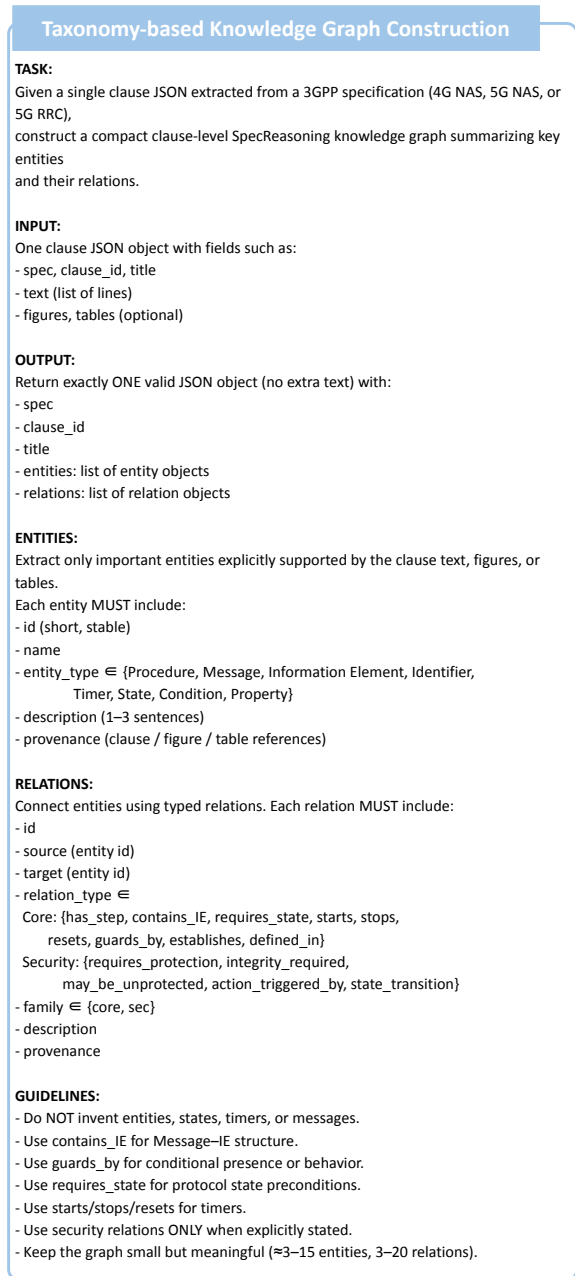 Taxonomy-based Knowledge Graph Construction
TASK:
Given a single clause JSON extracted from a 3GPP specification (4G NAS, 5G NAS, or
5G RRC),
construct a compact clause-level SpecReasoning knowledge graph summarizing key
entities
and their relations.
INPUT:
One clause JSON object with fields such as:
- spec, clause_id, title
- text (list of lines)
- figures, tables (optional)
OUTPUT:
Return exactly ONE valid JSON object (no extra text) with:
- spec
- clause_id
- title
- entities: list of entity objects
- relations: list of relation objects
ENTITIES:
Extract only important entities explicitly supported by the clause text, figures, or
tables.
Each entity MUST include:
- id (short, stable)
- name
- entity_type ∈ {Procedure, Message, Information Element, Identifier,
Timer, State, Condition, Property}
- description (1–3 sentences)
- provenance (clause / figure / table references)
RELATIONS:
Connect entities using typed relations. Each relation MUST include:
- id
- source (entity id)
- target (entity id)
- relation_type ∈
Core: {has_step, contains_IE, requires_state, starts, stops,
resets, guards_by, establishes, defined_in}
Security: {requires_protection, integrity_required,
may_be_unprotected, action_triggered_by, state_transition}
- family ∈ {core, sec}
- description
- provenance
GUIDELINES:
- Do NOT invent entities, states, timers, or messages.
- Use contains_IE for Message–IE structure.
- Use guards_by for conditional presence or behavior.
- Use requires_state for protocol state preconditions.
- Use starts/stops/resets for timers.
- Use security relations ONLY when explicitly stated.
- Keep the graph small but meaningful (≈3–15 entities, 3–20 relations).